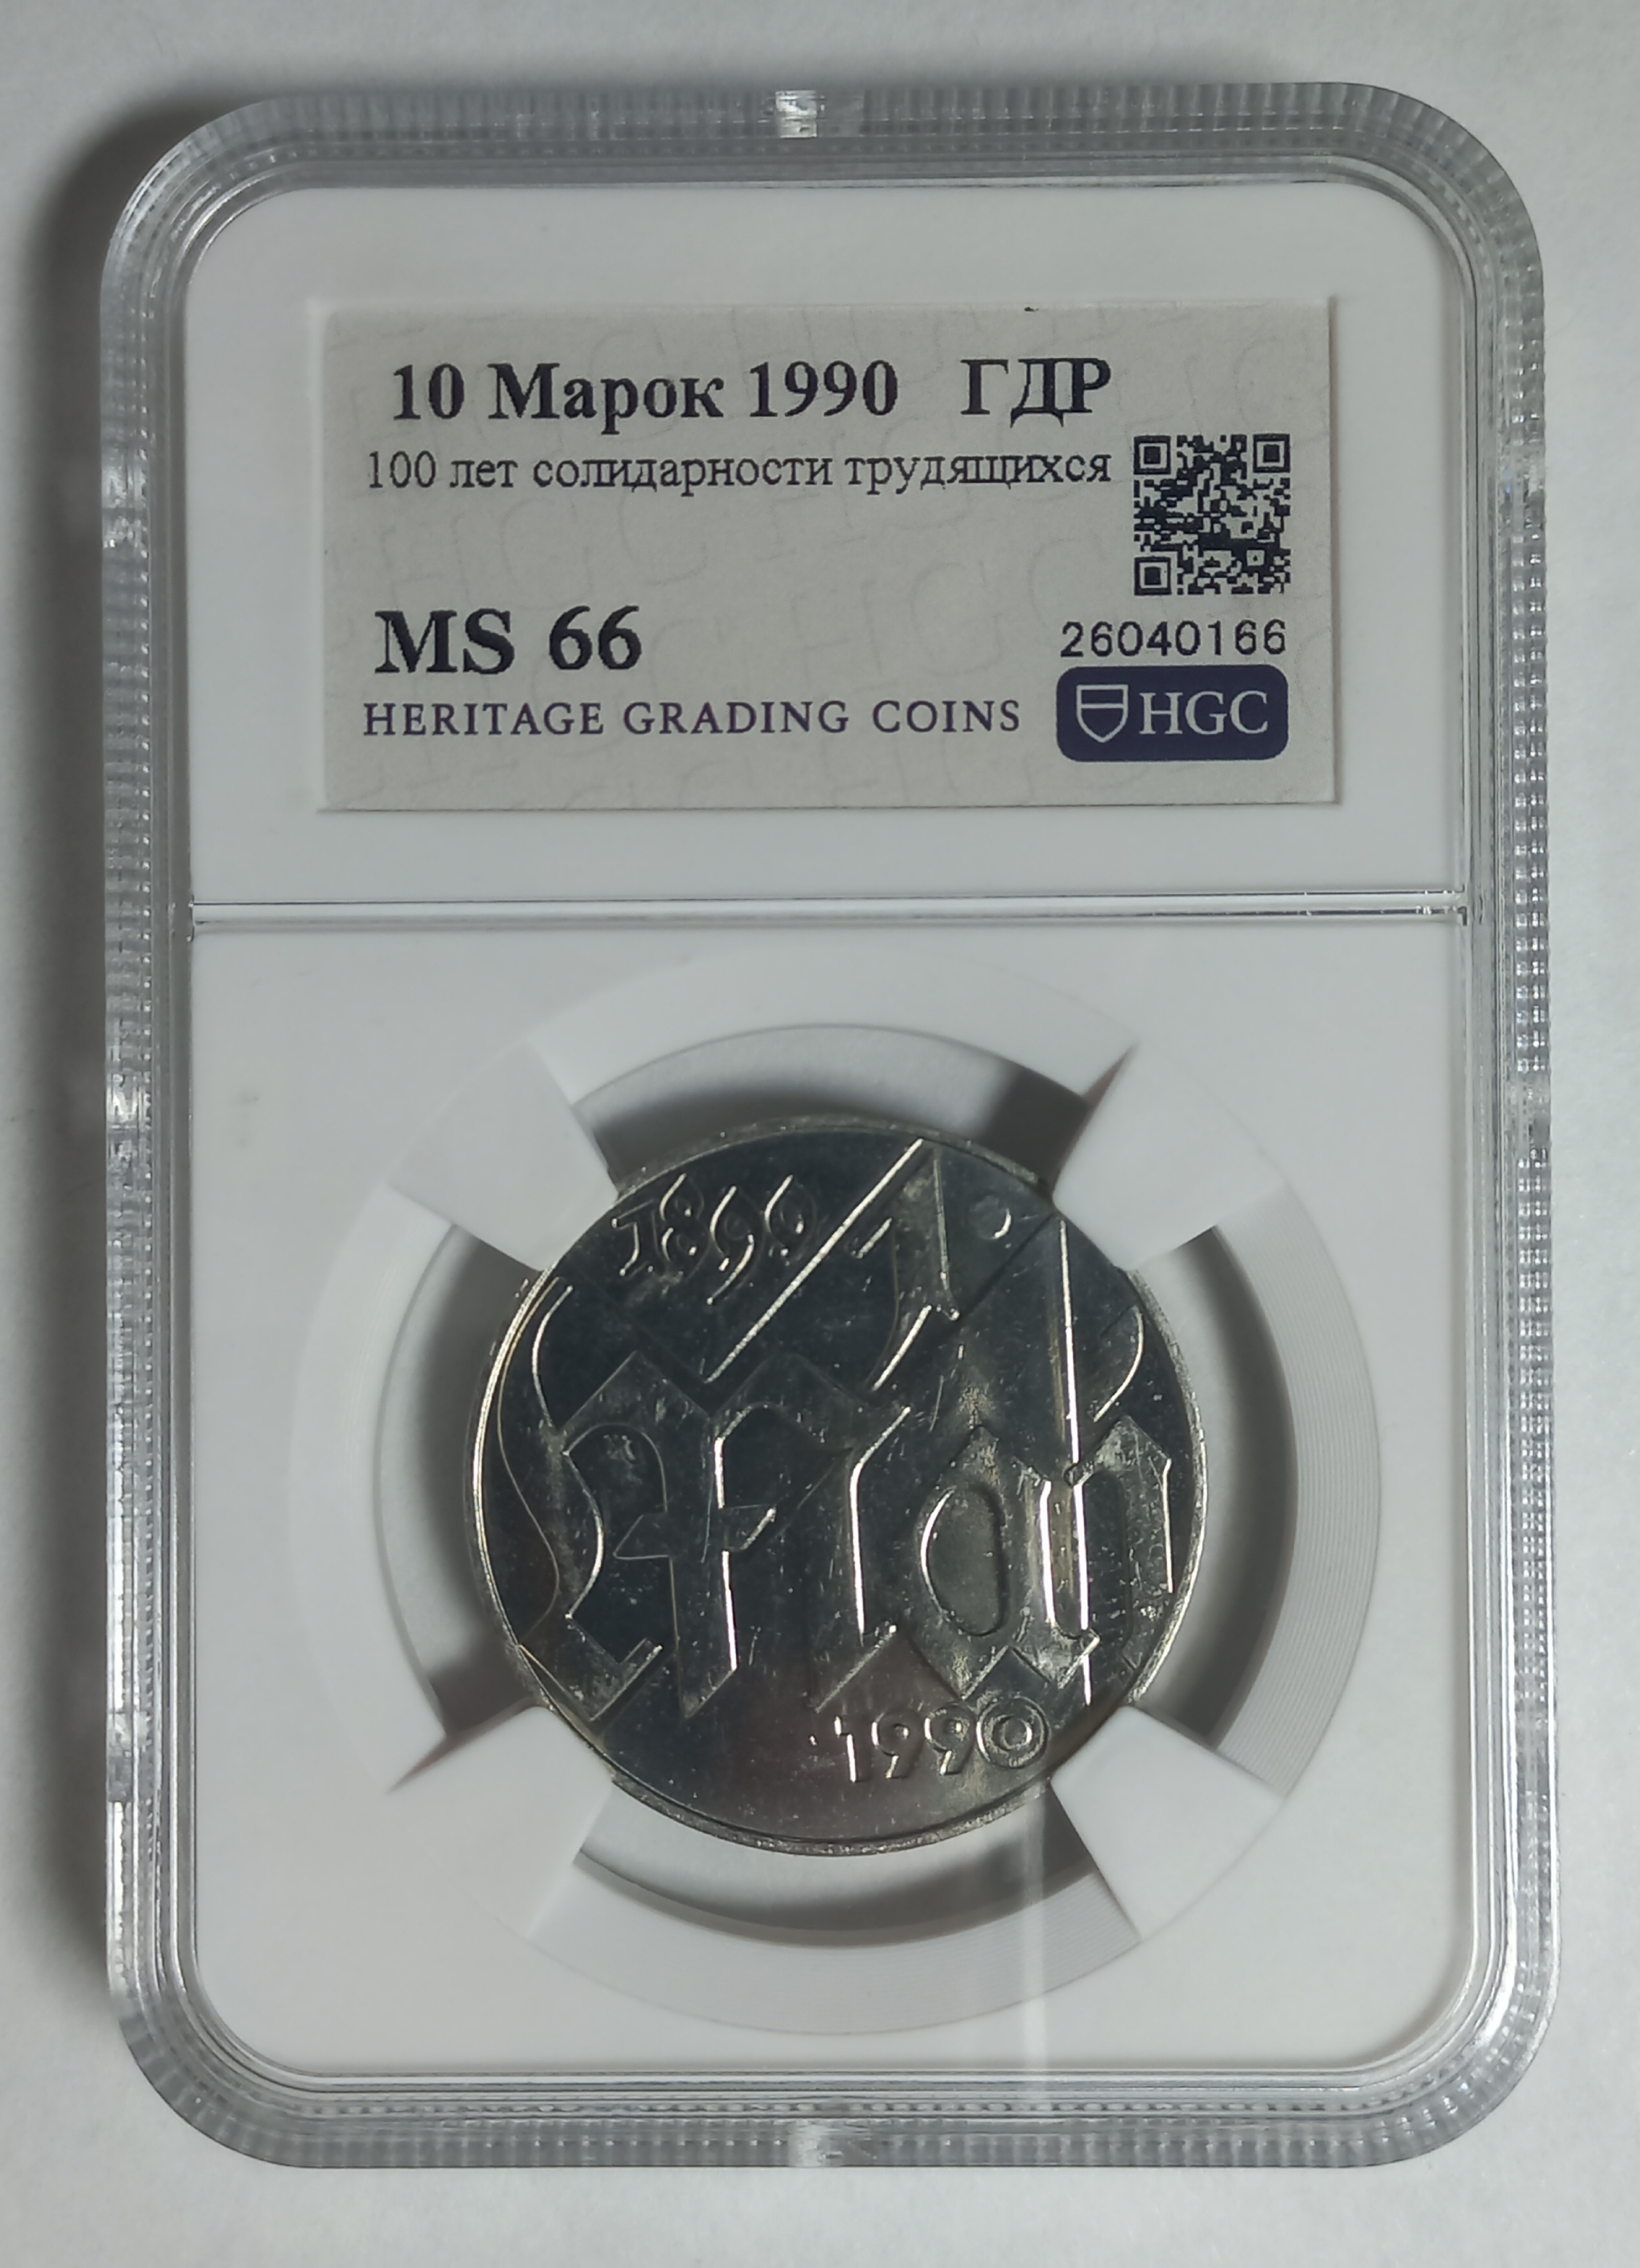 10 Марок 1990 ГДР
100 лет солидарности трудящихся
MS 66
26040166
HERITAGE GRADING COINS
HGC
1890
1. Mai
1990